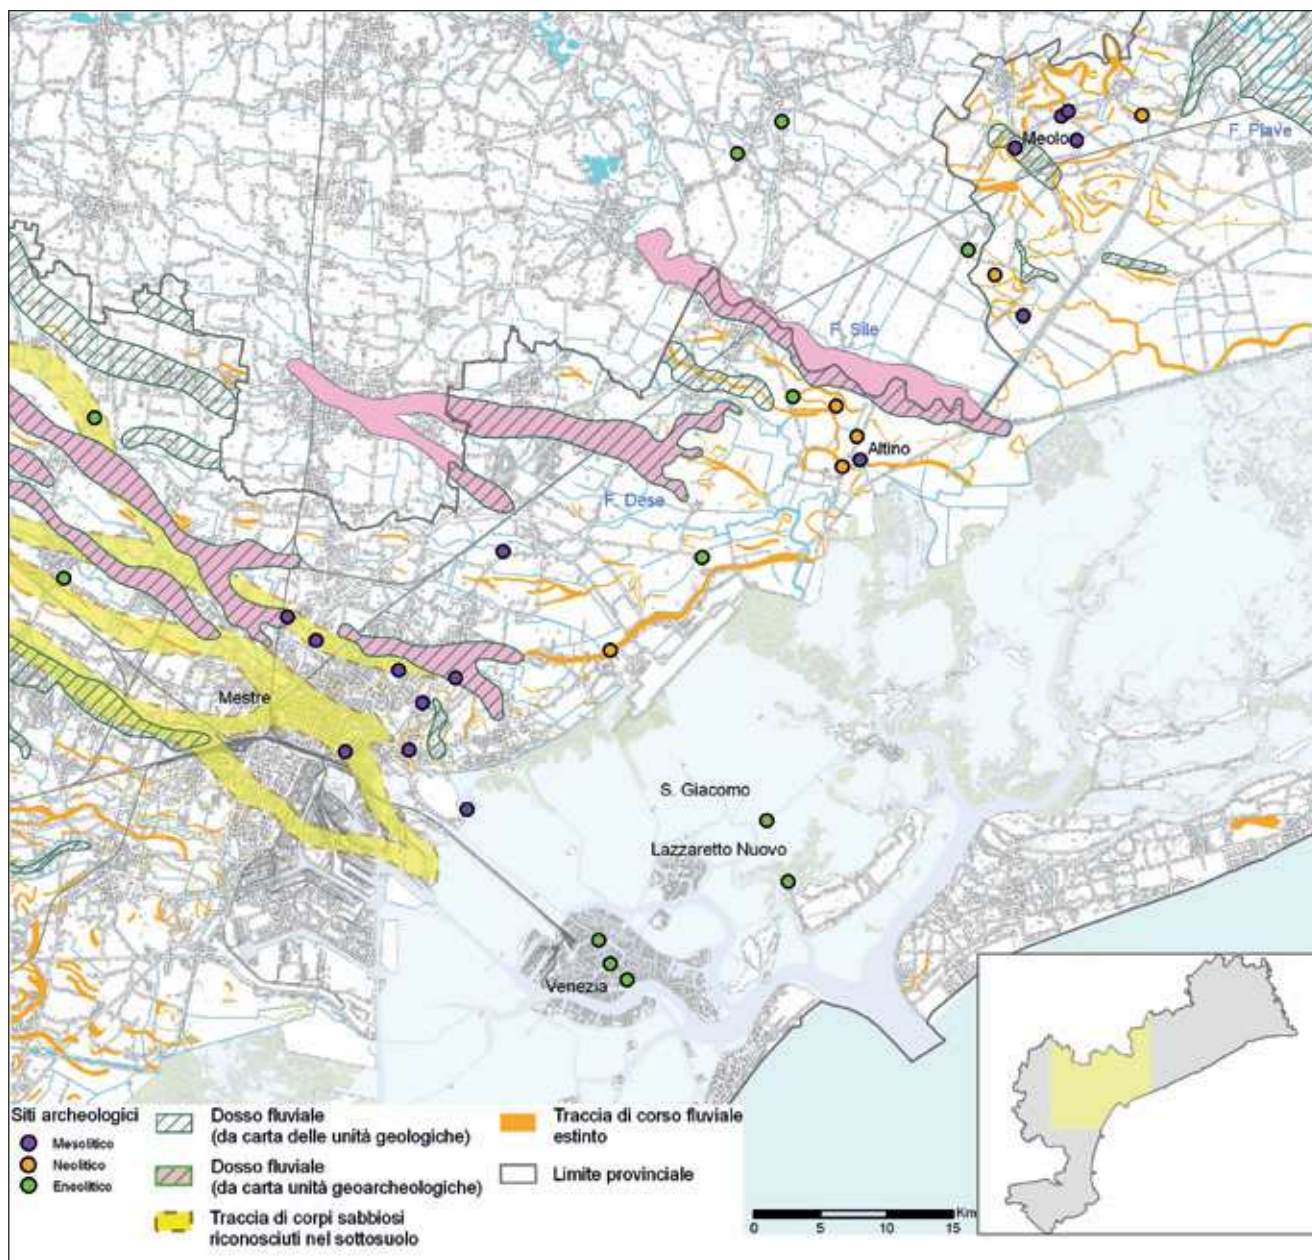 F. Piave
Meolo
F. Sile
Altino
F. Dese
Mestre
S. Giacomo
Lazzaretto Nuovo
Venezia
Siti archeologici
Mesolitico
Neolitico
Eneolitico
Dosso fluviale
(da carta delle unità geologiche)
Dosso fluviale
(da carta unità geoarcheologiche)
Traccia di corpi sabbiosi
riconosciuti nel sottosuolo
Traccia di corso fluviale
estinto
Limite provinciale
Km
0 5 10 15